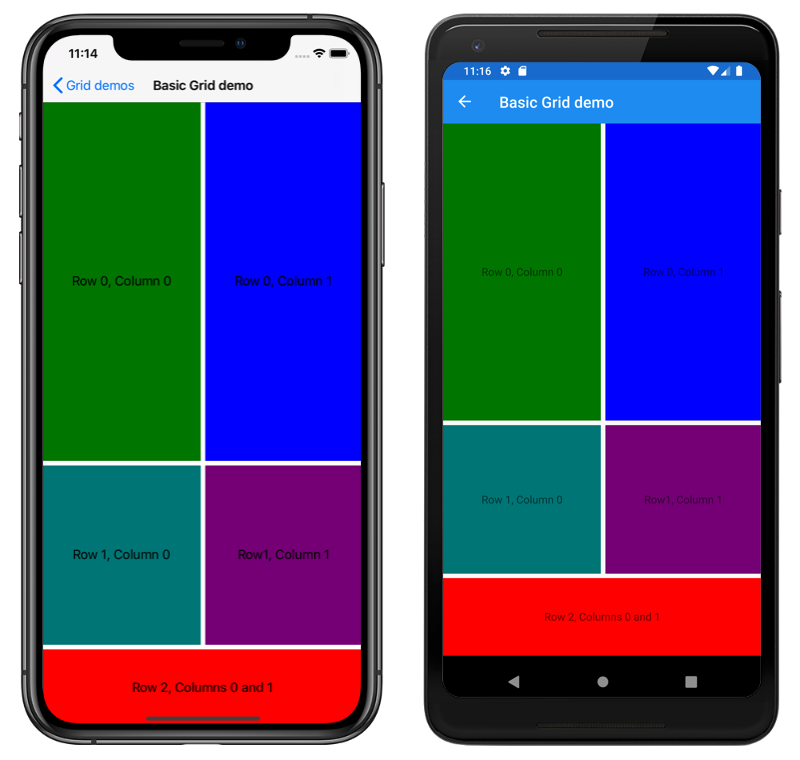 11:14
Grid demos
Basic Grid demo
Row 0, Column 0
Row 0, Column 1
Row 1, Column 0
Row1, Column 1
Row 2, Columns 0 and 1
11:16
Basic Grid demo
Row 0, Column 0
Row 0, Column 1
Row 1, Column 0
Row1, Column 1
Row 2, Columns 0 and 1